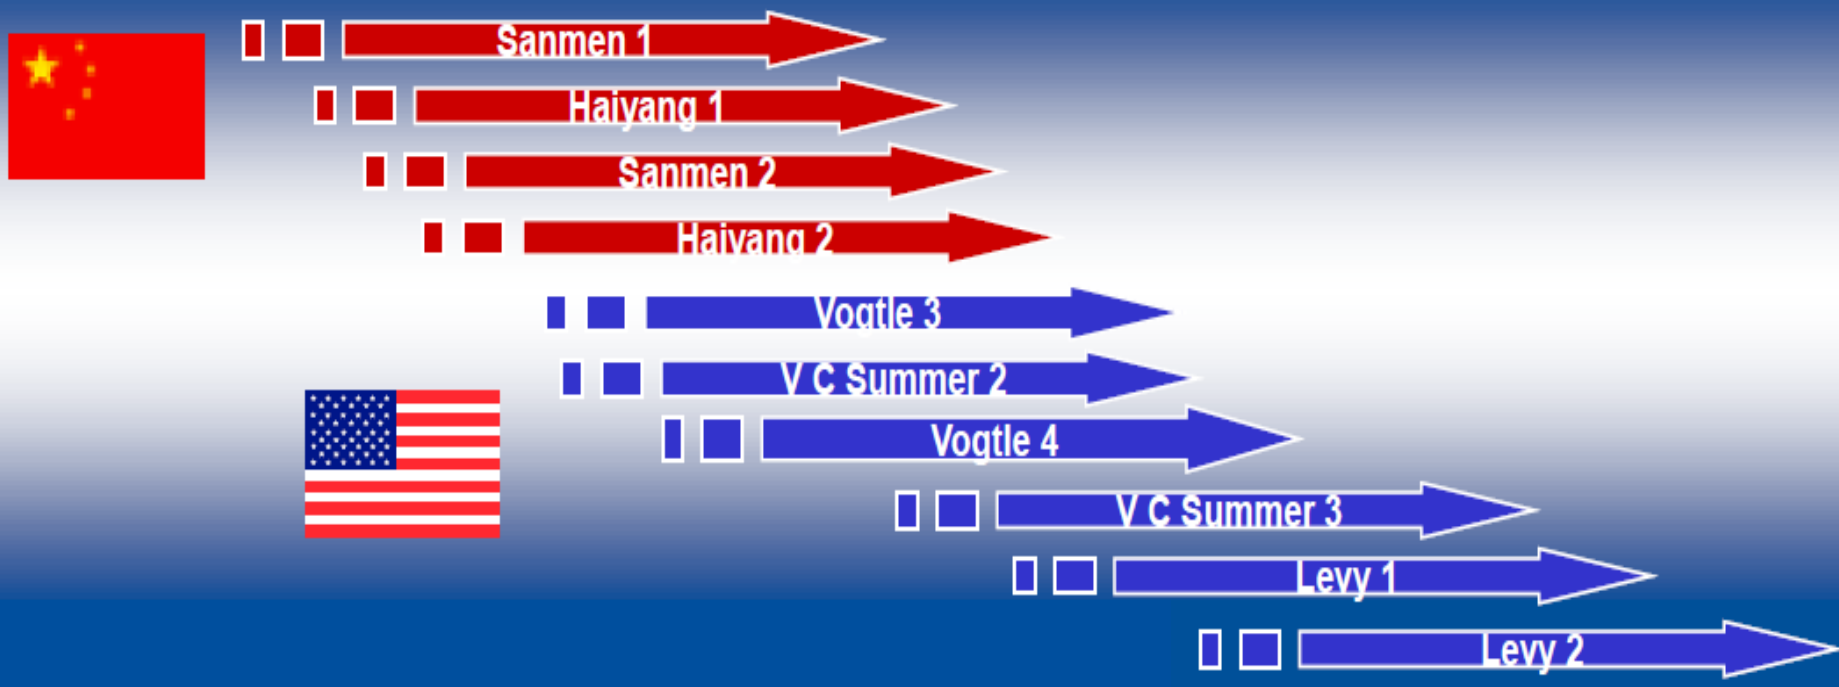 Sanmen 1
Haiyang 1
Sanmen 2
Haiyang 2
Vogtle 3
V C Summer 2
Vogtle 4
V C Summer 3
Levy 1
Levy 2